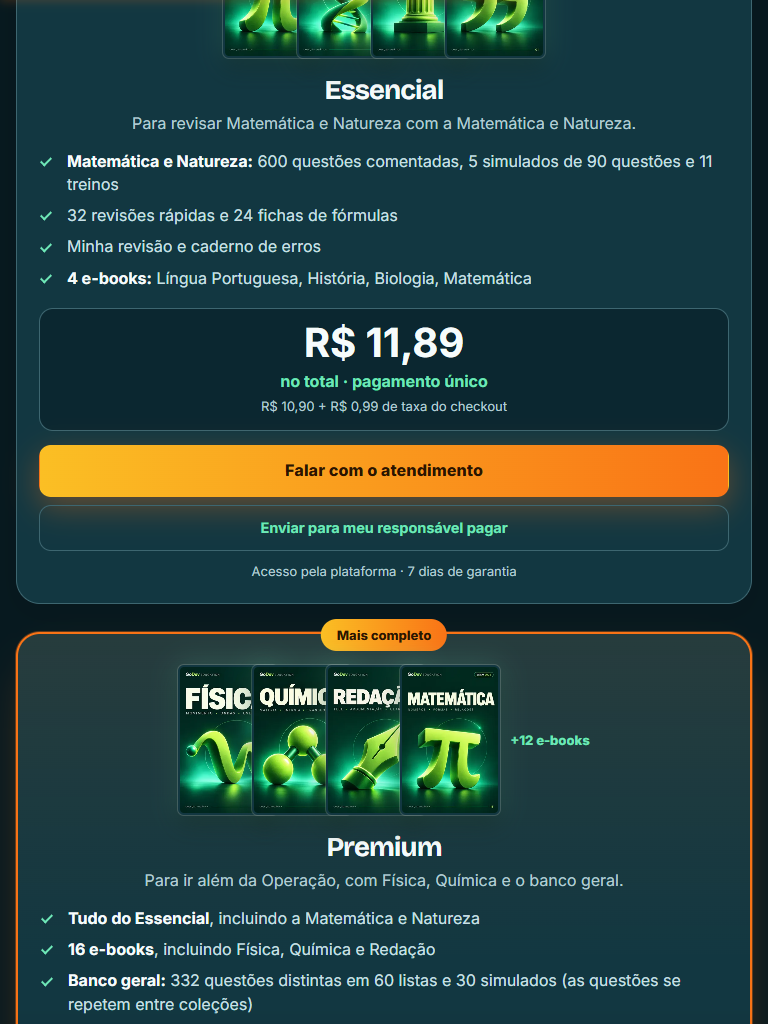 Essencial
Para revisar Matemática e Natureza com a Matemática e Natureza.
Matemática e Natureza: 600 questões comentadas, 5 simulados de 90 questões e 11
treinos
32 revisões rápidas e 24 fichas de fórmulas
Minha revisão e caderno de erros
4 e-books: Língua Portuguesa, História, Biologia, Matemática
R$ 11,89
no total · pagamento único
R$ 10,90 + R$ 0,99 de taxa do checkout
Falar com o atendimento
Enviar para meu responsável pagar
Acesso pela plataforma · 7 dias de garantia
Mais completo
FÍSIC
QUÍMIC
REDAÇÃ
MATEMÁTICA
+12 e-books
Premium
Para ir além da Operação, com Física, Química e o banco geral.
Tudo do Essencial, incluindo a Matemática e Natureza
16 e-books, incluindo Física, Química e Redação
Banco geral: 332 questões distintas em 60 listas e 30 simulados (as questões se
repetem entre coleções)